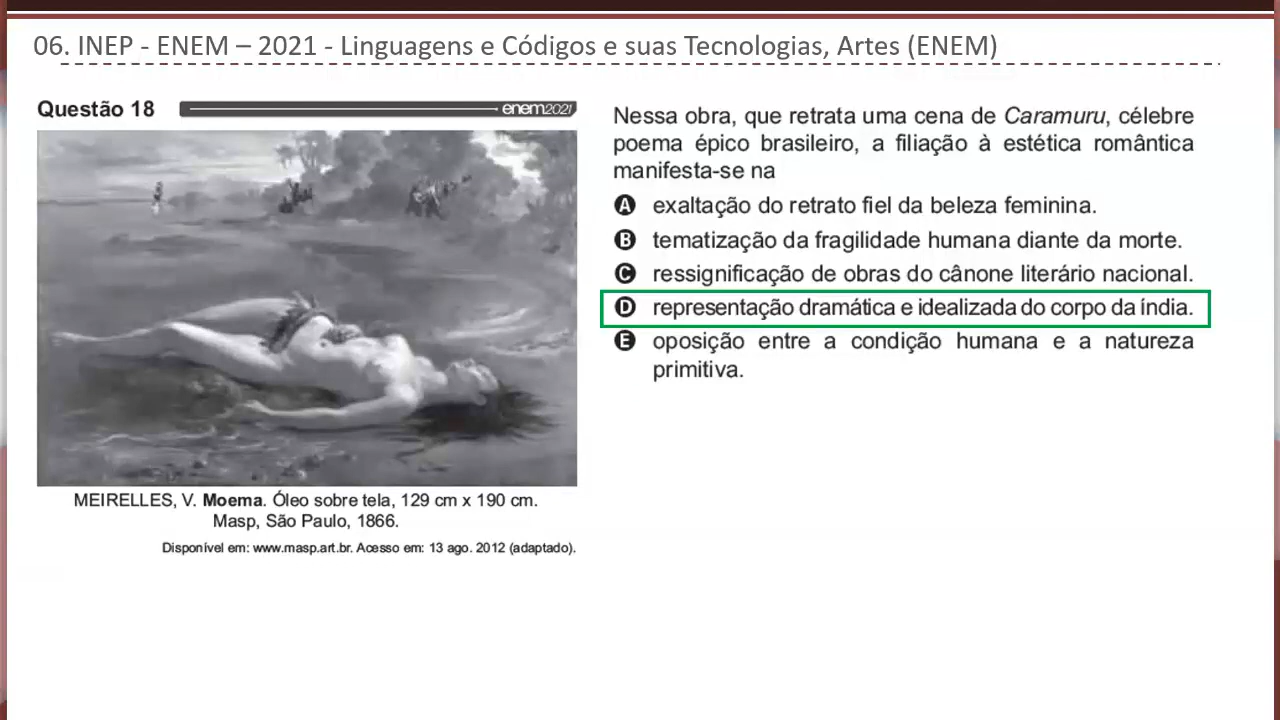 06. INEP - ENEM – 2021 - Linguagens e Códigos e suas Tecnologias, Artes (ENEM)
Questão 18
enem2021
MEIRELLES, V. Moema. Óleo sobre tela, 129 cm x 190 cm.
Masp, São Paulo, 1866.
Disponível em: www.masp.art.br. Acesso em: 13 ago. 2012 (adaptado).
Nessa obra, que retrata uma cena de Caramuru, célebre
poema épico brasileiro, a filiação à estética romântica
manifesta-se na
A exaltação do retrato fiel da beleza feminina.
B tematização da fragilidade humana diante da morte.
C ressignificação de obras do cânone literário nacional.
D representação dramática e idealizada do corpo da índia.
E oposição entre a condição humana e a natureza
primitiva.